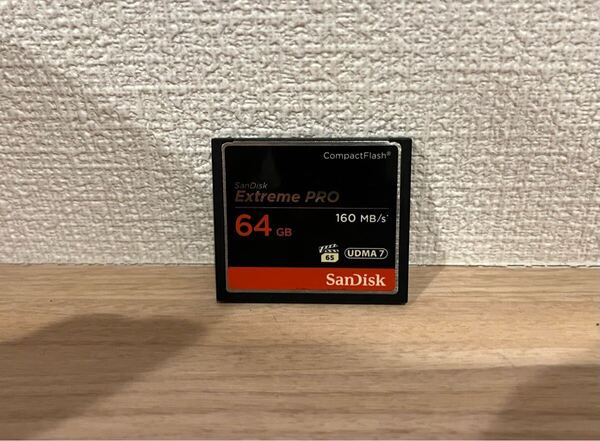 CompactFlash®
SanDisk
Extreme PRO
64 GB
160 MB/s*
65
UDMA 7
SanDisk